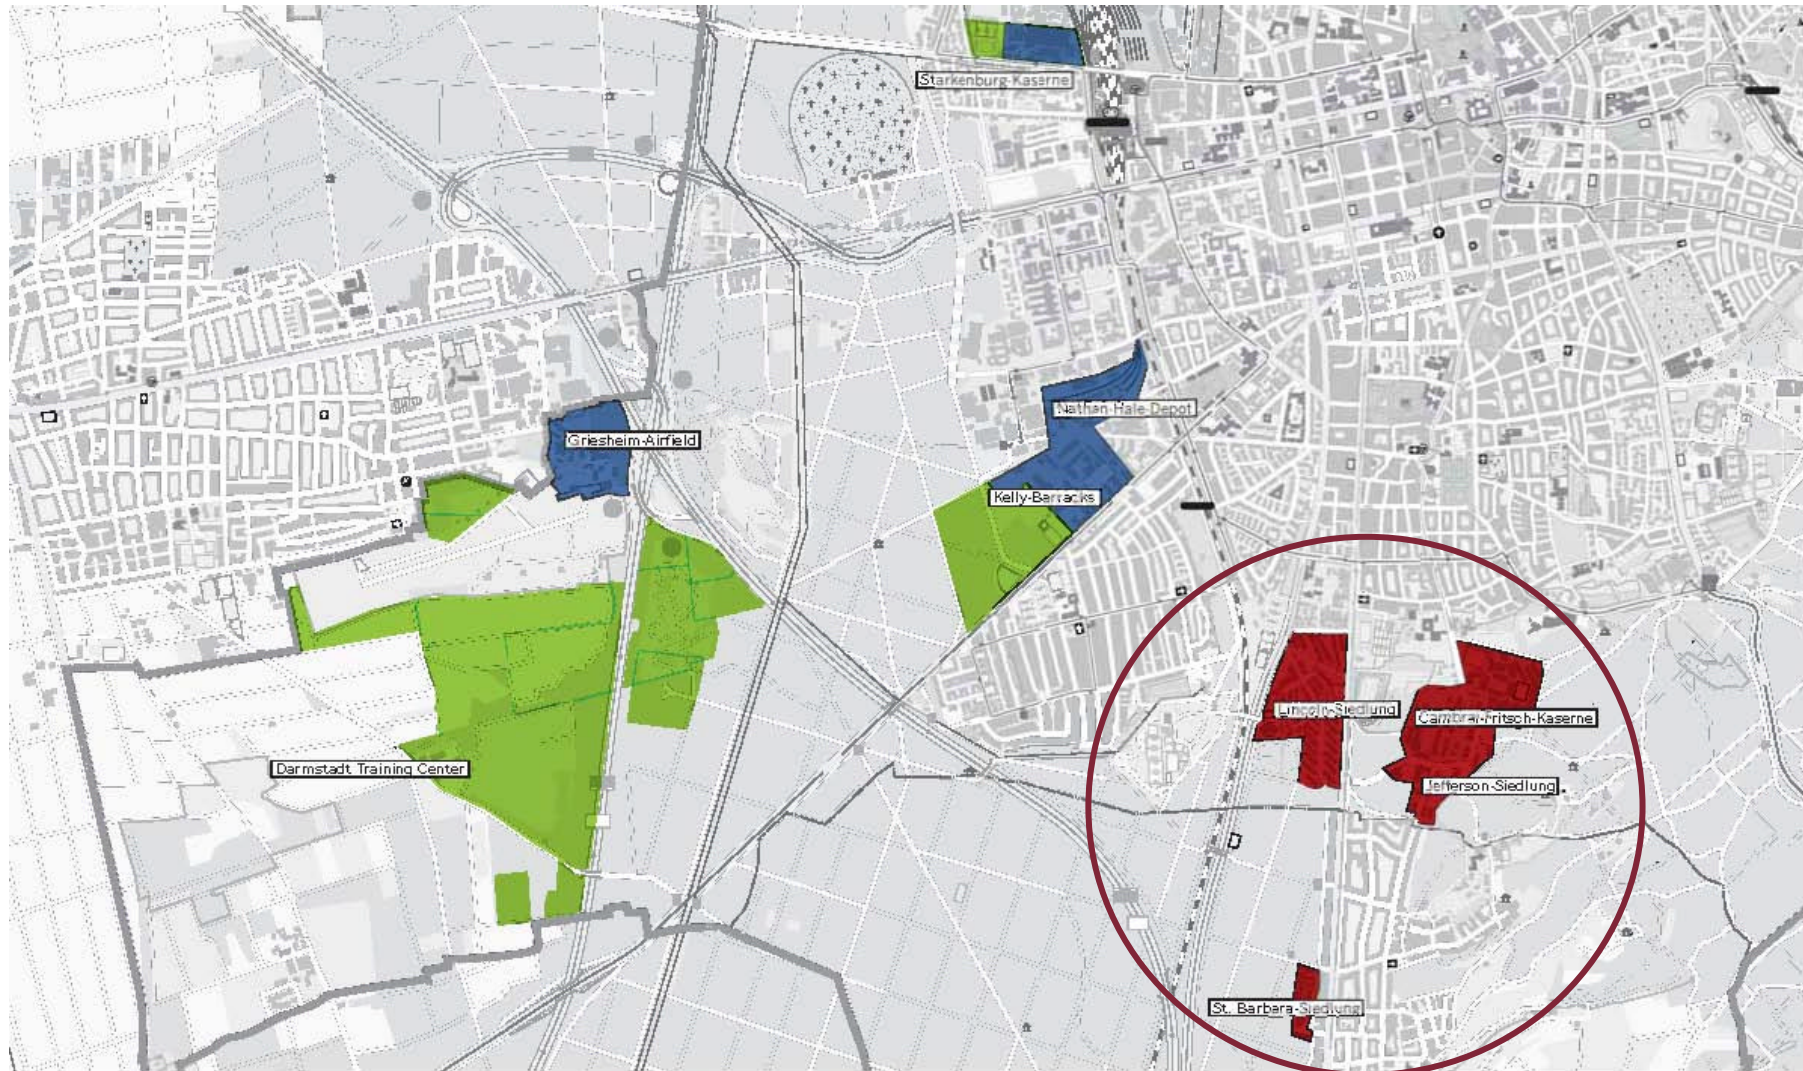 Starkenburg-Kaserne
Nathan-Hale-Depot
Griesheim-Airfield
Kelly-Barracks
Lincoln-Siedlung
Cambrai-Fritsch-Kaserne
Darmstadt Training Center
Jefferson-Siedlung
St. Barbara-Siedlung